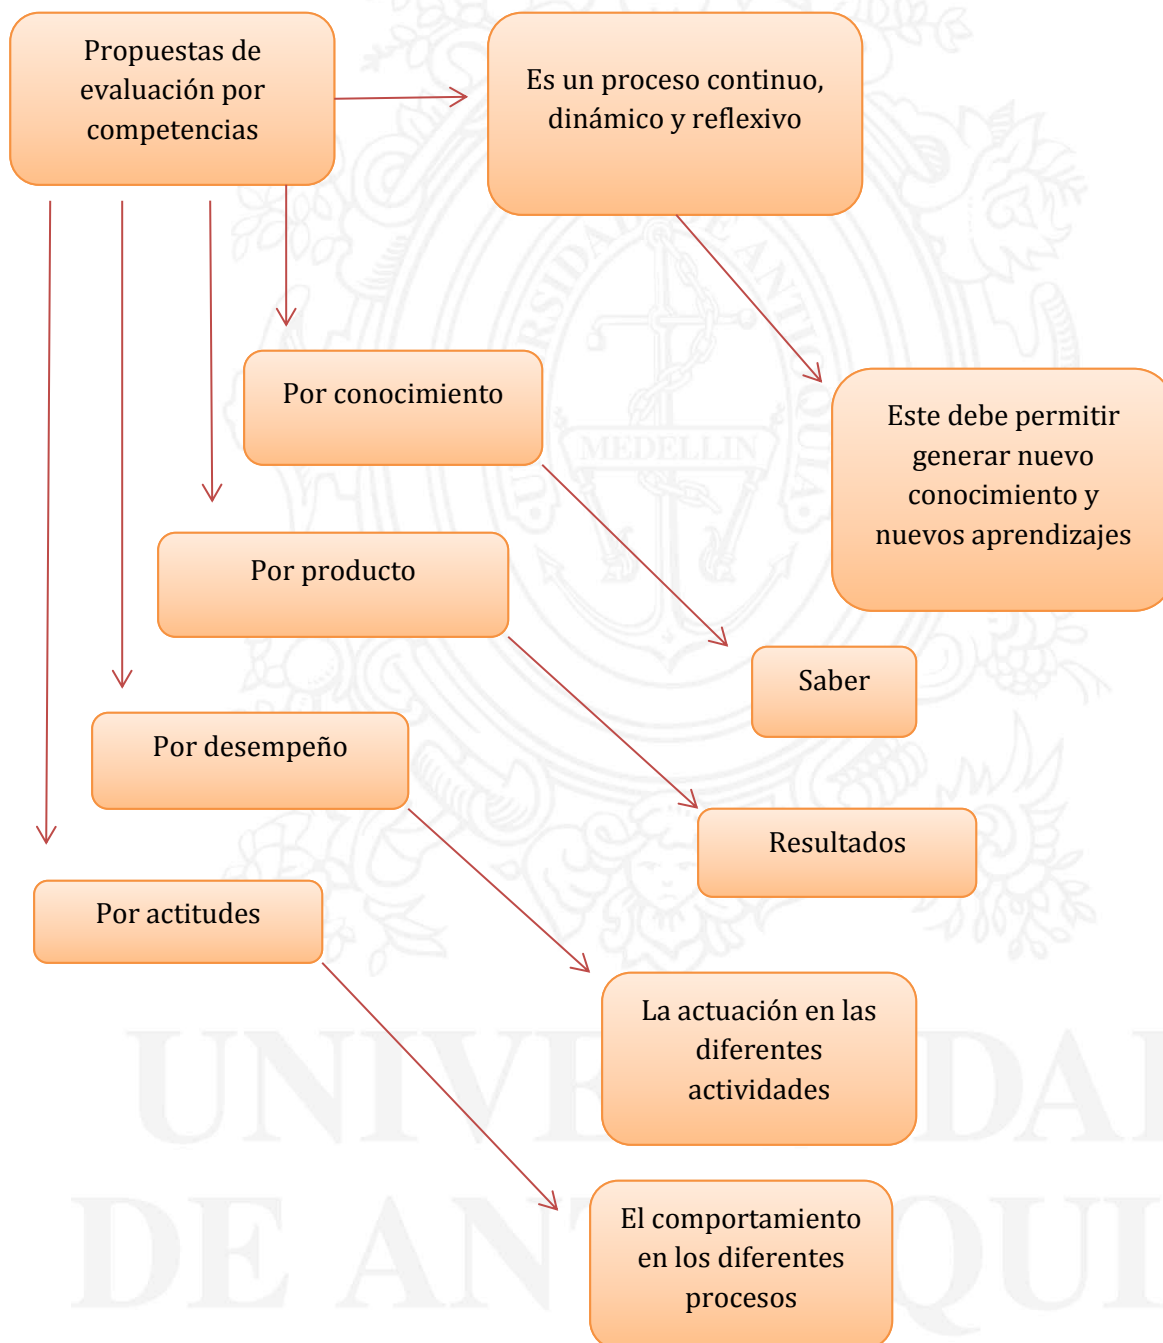 Propuestas de
evaluación por
competencias
Es un proceso continuo,
dinámico y reflexivo
Por conocimiento
Este debe permitir
generar nuevo
conocimiento y
nuevos aprendizajes
Por producto
Saber
Por desempeño
Resultados
Por actitudes
La actuación en las
diferentes
actividades
El comportamiento
en los diferentes
procesos
MEDELLIN